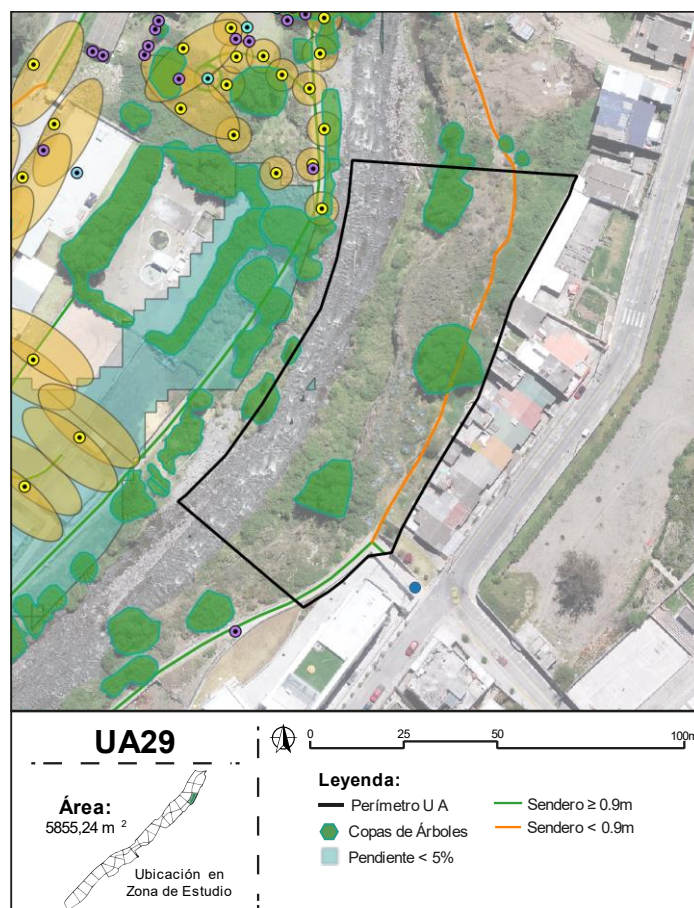 UA29
Área:
5855,24 m 2
Ubicación en
Zona de Estudio
0 25 50 100m
Leyenda:
Perímetro U A
Copas de Árboles
Pendiente < 5%
Sendero ≥ 0.9m
Sendero < 0.9m